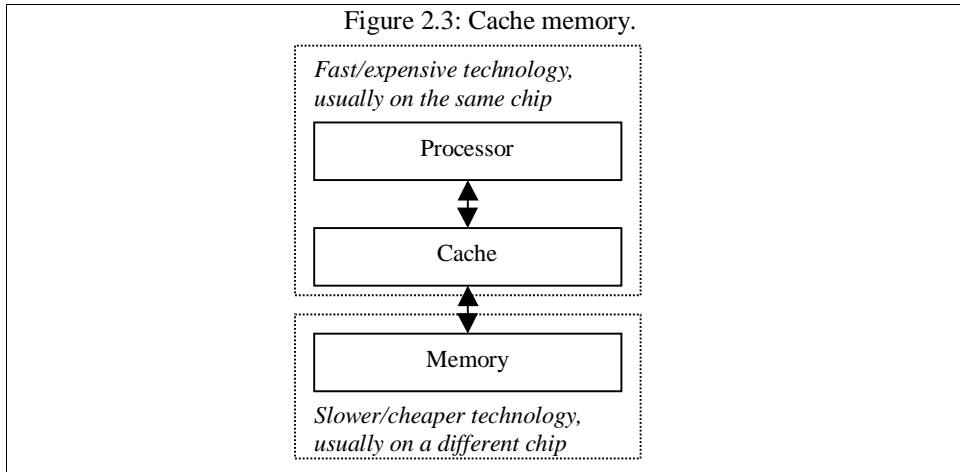 Figure 2.3: Cache memory.
Fast/expensive technology,
usually on the same chip
Processor
Cache
Memory
Slower/cheaper technology,
usually on a different chip